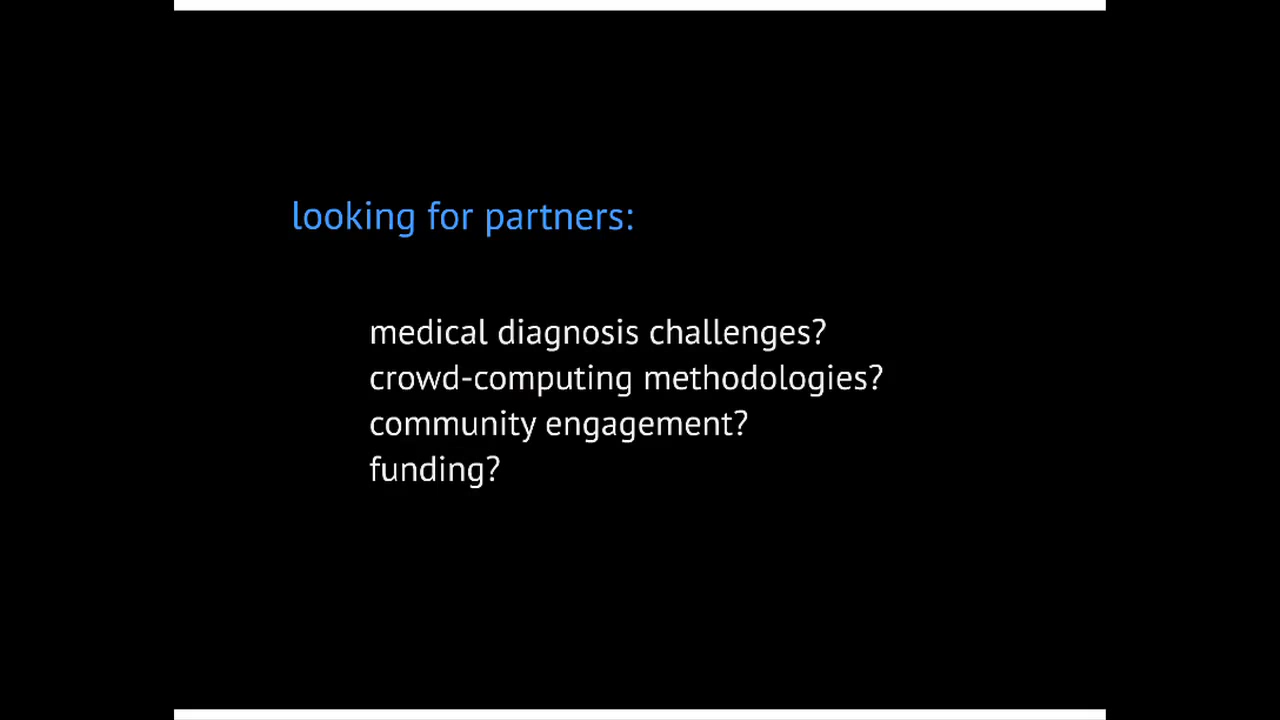 looking for partners:
medical diagnosis challenges?
crowd-computing methodologies?
community engagement?
funding?